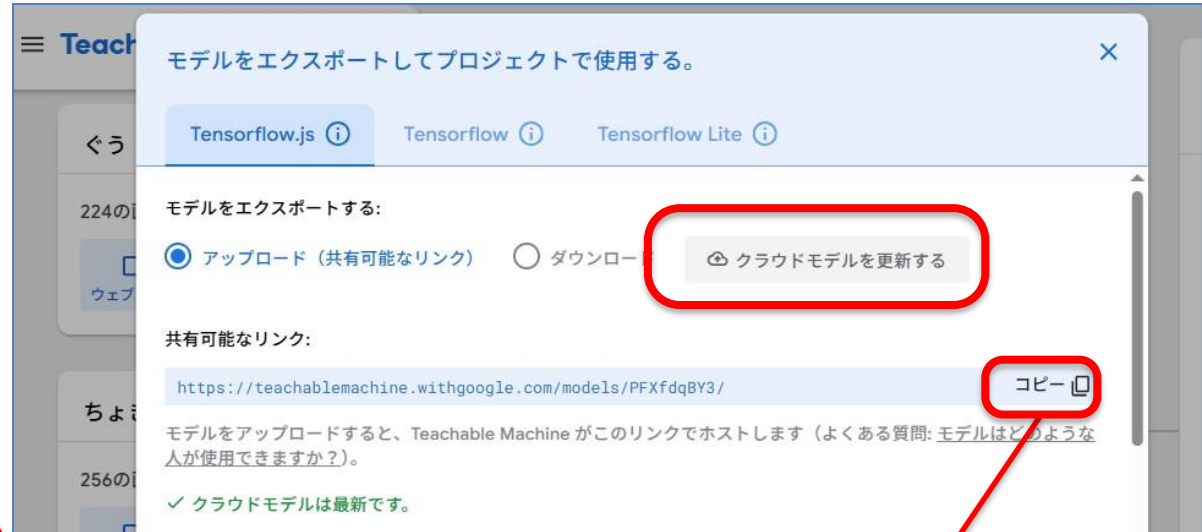 Teach
モデルをエクスポートしてプロジェクトで使用する。
Tensorflow.js
Tensorflow
Tensorflow Lite
ぐう
224の
モデルをエクスポートする:
アップロード（共有可能なリンク）
ダウンロード
クラウドモデルを更新する
ウェブ
共有可能なリンク:
https://teachablemachine.withgoogle.com/models/PFXfdqBY3/
コピー
ちょき
モデルをアップロードすると、Teachable Machine がこのリンクでホストします（よくある質問: モデルはどのような
人が使用できますか？）。
256の
クラウドモデルは最新です。